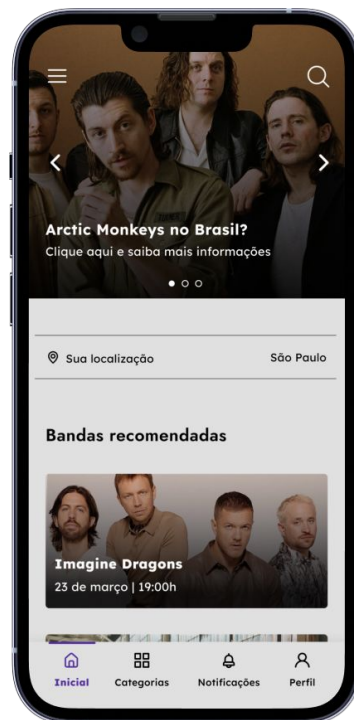 Arctic Monkeys no Brasil?
Clique aqui e saiba mais informações
Sua localização
São Paulo
Bandas recomendadas
Imagine Dragons
23 de março | 19:00h
Inicial
Categorias
Notificações
Perfil